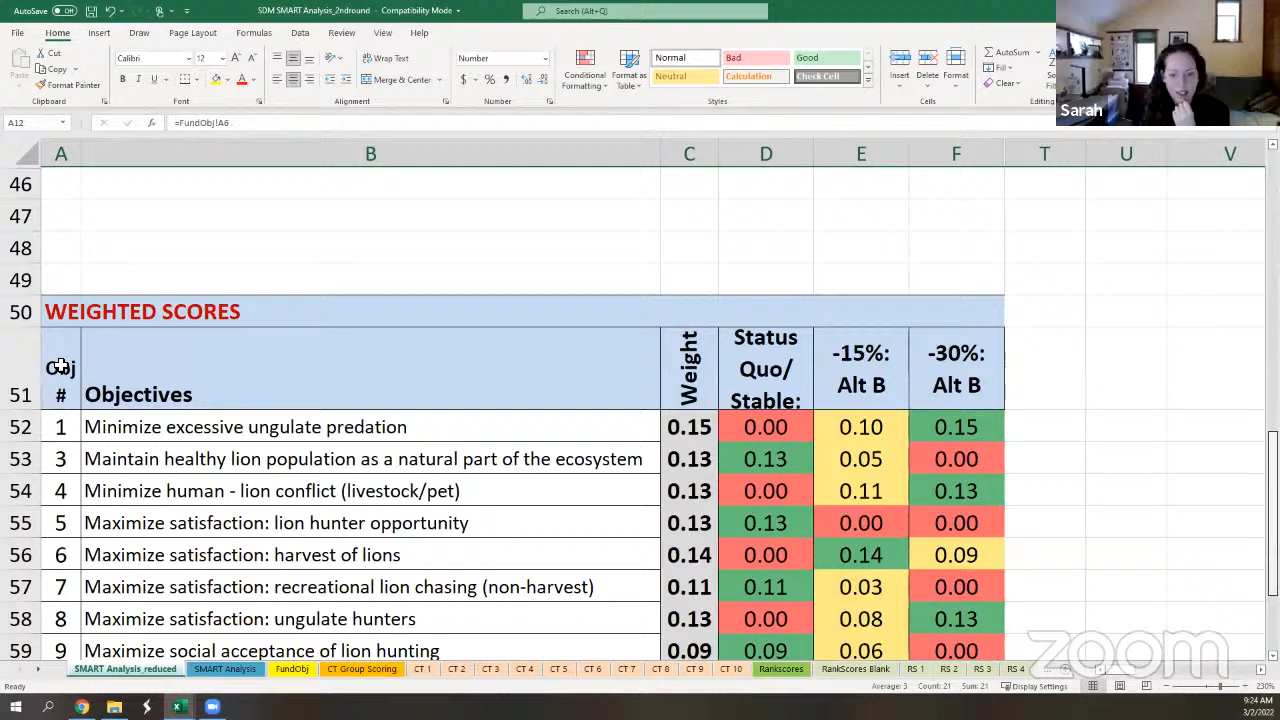 AutoSave Off SDM SMART Analysis_2ndround - Compatibility Mode Search (Alt+Q)
File Home Insert Draw Page Layout Formulas Data Review View Help
Cut
Copy
Format Painter
Paste
Clipboard
Calibri 12
B I U
Font
Wrap Text
Merge & Center
Alignment
Number
$ % ,
Number
Conditional Formatting
Format as Table
Normal Bad Good
Neutral Calculation Check Cell
Styles
Insert Delete Format
Cells
AutoSum
Fill
Clear
Editing
Sarah
A12 fx =FundObj!A6
A B C D E F T U V
46
47
48
49
50 WEIGHTED SCORES
51 Obj # Objectives Weight Status Quo/ Stable: -15%: Alt B -30%: Alt B
52 1 Minimize excessive ungulate predation 0.15 0.00 0.10 0.15
53 3 Maintain healthy lion population as a natural part of the ecosystem 0.13 0.13 0.05 0.00
54 4 Minimize human - lion conflict (livestock/pet) 0.13 0.00 0.11 0.13
55 5 Maximize satisfaction: lion hunter opportunity 0.13 0.13 0.00 0.00
56 6 Maximize satisfaction: harvest of lions 0.14 0.00 0.14 0.09
57 7 Maximize satisfaction: recreational lion chasing (non-harvest) 0.11 0.11 0.03 0.00
58 8 Maximize satisfaction: ungulate hunters 0.13 0.00 0.08 0.13
59 9 Maximize social acceptance of lion hunting 0.09 0.09 0.06 0.00
zoom
SMART Analysis_reduced SMART Analysis FundObj CT Group Scoring CT 1 CT 2 CT 3 CT 4 CT 5 CT 6 CT 7 CT 8 CT 9 CT 10 Rankscores RankScores Blank RS 1 RS 2 RS 3 RS 4 ...
Ready Average: 3 Count: 21 Sum: 21 Display Settings 230%
9:24 AM
3/2/2022